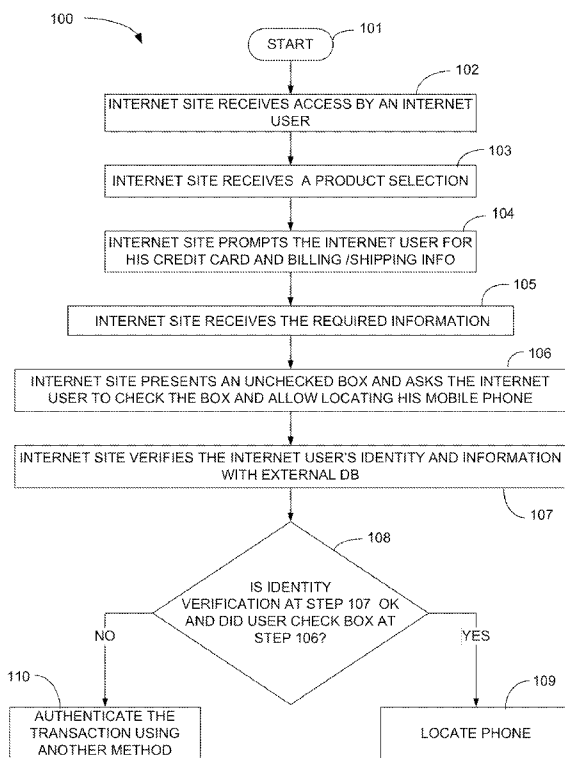 100
101
START
102
INTERNET SITE RECEIVES ACCESS BY AN INTERNET
USER
103
INTERNET SITE RECEIVES A PRODUCT SELECTION
104
INTERNET SITE PROMPTS THE INTERNET USER FOR
HIS CREDIT CARD AND BILLING /SHIPPING INFO
105
INTERNET SITE RECEIVES THE REQUIRED INFORMATION
106
INTERNET SITE PRESENTS AN UNCHECKED BOX AND ASKS THE INTERNET
USER TO CHECK THE BOX AND ALLOW LOCATING HIS MOBILE PHONE
INTERNET SITE VERIFIES THE INTERNET USER'S IDENTITY AND INFORMATION
WITH EXTERNAL DB
107
108
IS IDENTITY
VERIFICATION AT STEP 107 OK
AND DID USER CHECK BOX AT
STEP 106?
NO
YES
110
109
AUTHENTICATE THE
TRANSACTION USING
ANOTHER METHOD
LOCATE PHONE